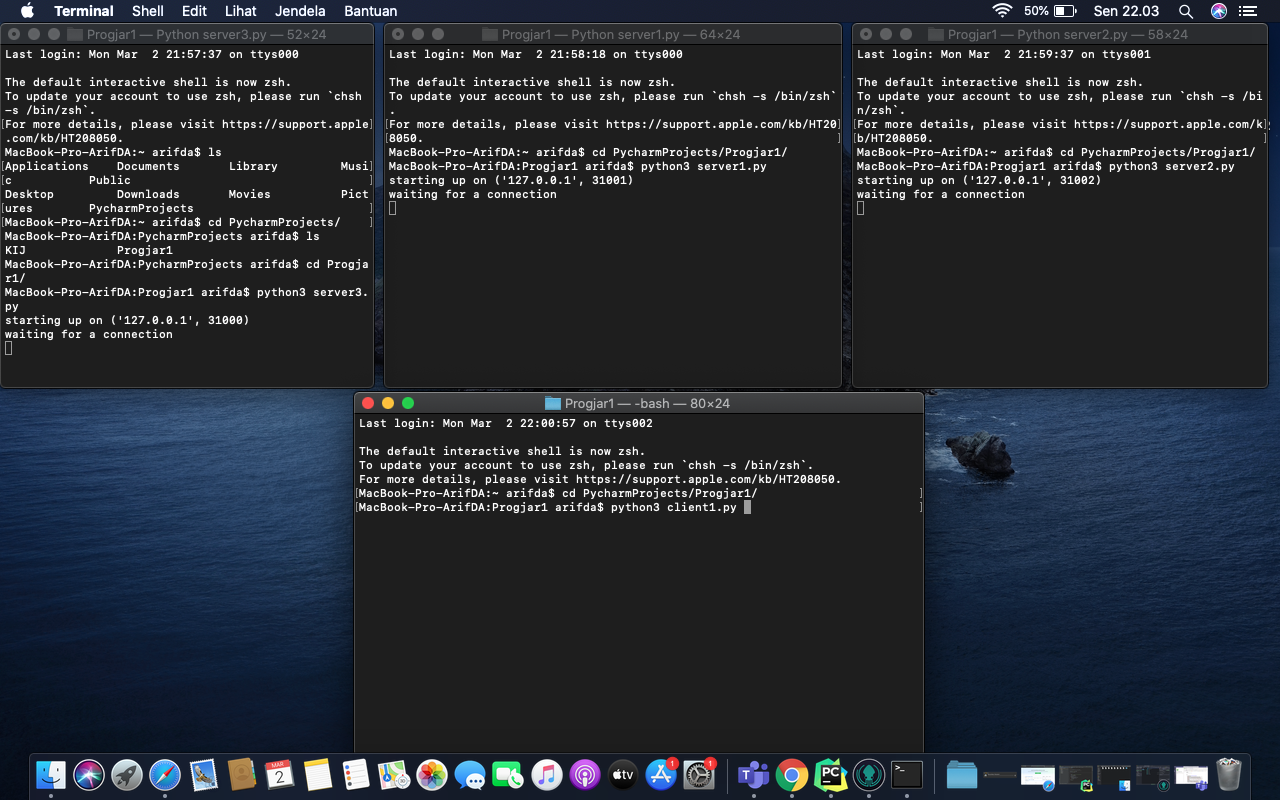 Terminal Shell Edit Lihat Jendela Bantuan 50% Sen 22.03
Progjar1 — Python server3.py — 52×24
Last login: Mon Mar  2 21:57:37 on ttys000

The default interactive shell is now zsh.
To update your account to use zsh, please run `chsh
-s /bin/zsh`.
[For more details, please visit https://support.apple]
.com/kb/HT208050.
MacBook-Pro-ArifDA:~ arifda$ ls
[Applications    Documents       Library         Musi]
[c           Public                                  ]
Desktop         Downloads       Movies          Pict
[ures        PycharmProjects                         ]
[MacBook-Pro-ArifDA:~ arifda$ cd PycharmProjects/    ]
MacBook-Pro-ArifDA:PycharmProjects arifda$ ls
KIJ             Progjar1
MacBook-Pro-ArifDA:PycharmProjects arifda$ cd Progja
r1/
MacBook-Pro-ArifDA:Progjar1 arifda$ python3 server3.
py
starting up on ('127.0.0.1', 31000)
waiting for a connection
Progjar1 — Python server1.py — 64×24
Last login: Mon Mar  2 21:58:18 on ttys000

The default interactive shell is now zsh.
To update your account to use zsh, please run `chsh -s /bin/zsh`
.
[For more details, please visit https://support.apple.com/kb/HT20]
[8050.                                                           ]
MacBook-Pro-ArifDA:~ arifda$ cd PycharmProjects/Progjar1/
MacBook-Pro-ArifDA:Progjar1 arifda$ python3 server1.py
starting up on ('127.0.0.1', 31001)
waiting for a connection
Progjar1 — Python server2.py — 58×24
Last login: Mon Mar  2 21:59:37 on ttys001

The default interactive shell is now zsh.
To update your account to use zsh, please run `chsh -s /bi
n/zsh`.
[For more details, please visit https://support.apple.com/k]
[b/HT208050.                                               ]
MacBook-Pro-ArifDA:~ arifda$ cd PycharmProjects/Progjar1/
MacBook-Pro-ArifDA:Progjar1 arifda$ python3 server2.py
starting up on ('127.0.0.1', 31002)
waiting for a connection
Progjar1 — -bash — 80×24
Last login: Mon Mar  2 22:00:57 on ttys002

The default interactive shell is now zsh.
To update your account to use zsh, please run `chsh -s /bin/zsh`.
For more details, please visit https://support.apple.com/kb/HT208050.
[MacBook-Pro-ArifDA:~ arifda$ cd PycharmProjects/Progjar1/                       ]
[MacBook-Pro-ArifDA:Progjar1 arifda$ python3 client1.py                          ]
MAR
2
tv
1
1
T
PC
>_